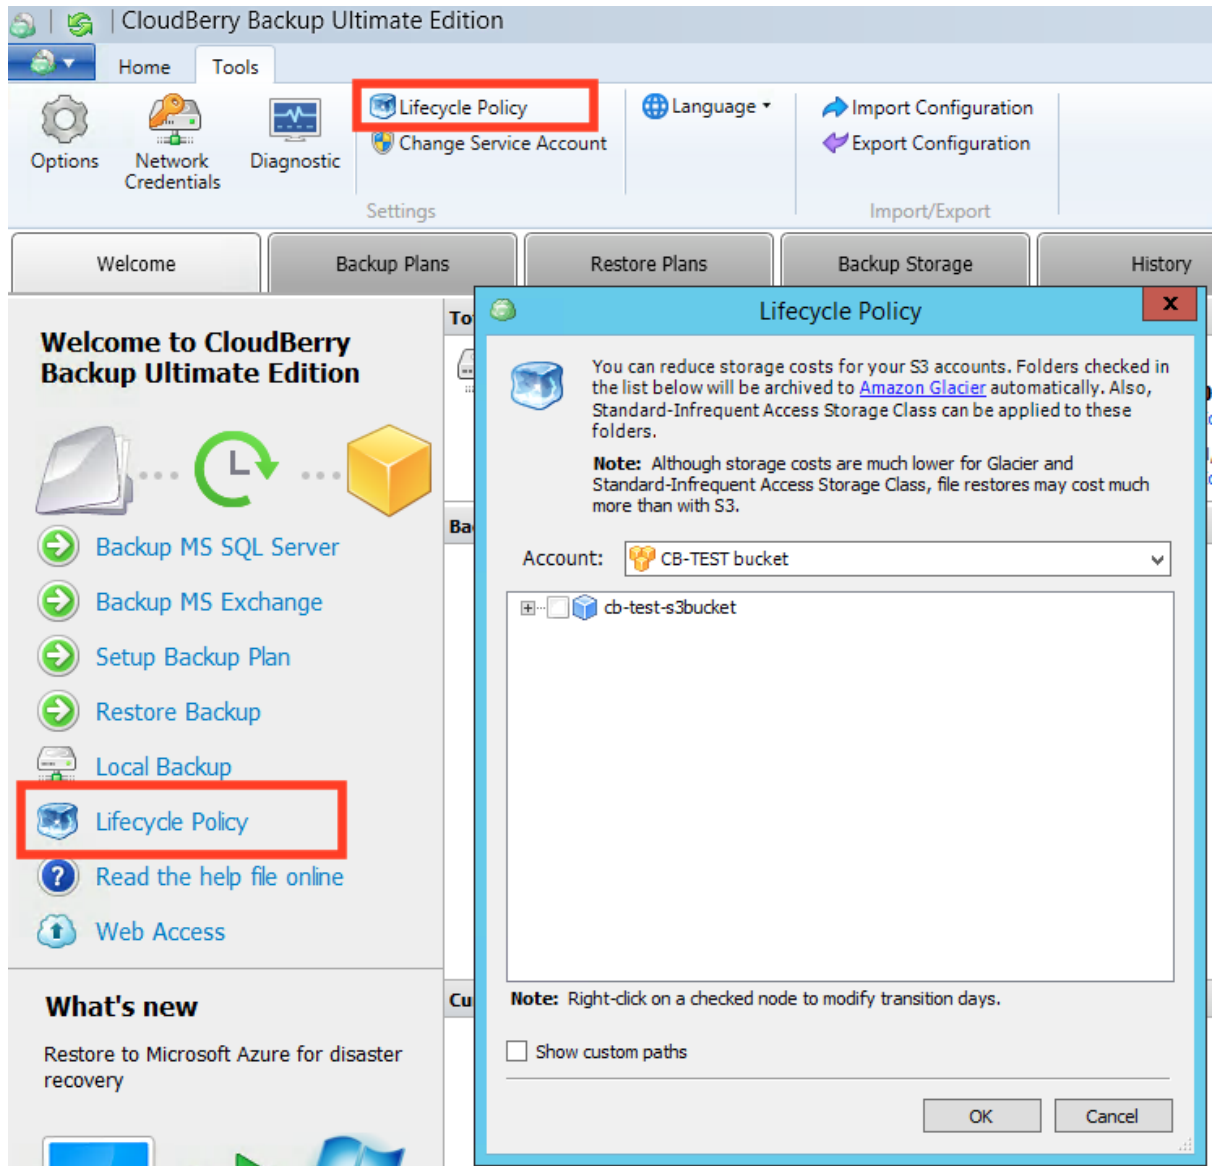 CloudBerry Backup Ultimate Edition
Home Tools
Lifecycle Policy
Language
Import Configuration
Change Service Account
Export Configuration
Options
Network
Credentials
Diagnostic
Settings
Import/Export
Welcome
Backup Plans
Restore Plans
Backup Storage
History
Welcome to CloudBerry
Backup Ultimate Edition
Backup MS SQL Server
Backup MS Exchange
Setup Backup Plan
Restore Backup
Local Backup
Lifecycle Policy
Read the help file online
Web Access
What's new
Restore to Microsoft Azure for disaster
recovery
To
Ba
Cu
Lifecycle Policy
x
You can reduce storage costs for your S3 accounts. Folders checked in
the list below will be archived to Amazon Glacier automatically. Also,
Standard-Infrequent Access Storage Class can be applied to these
folders.
Note: Although storage costs are much lower for Glacier and
Standard-Infrequent Access Storage Class, file restores may cost much
more than with S3.
Account: CB-TEST bucket
cb-test-s3bucket
Note: Right-click on a checked node to modify transition days.
Show custom paths
OK
Cancel